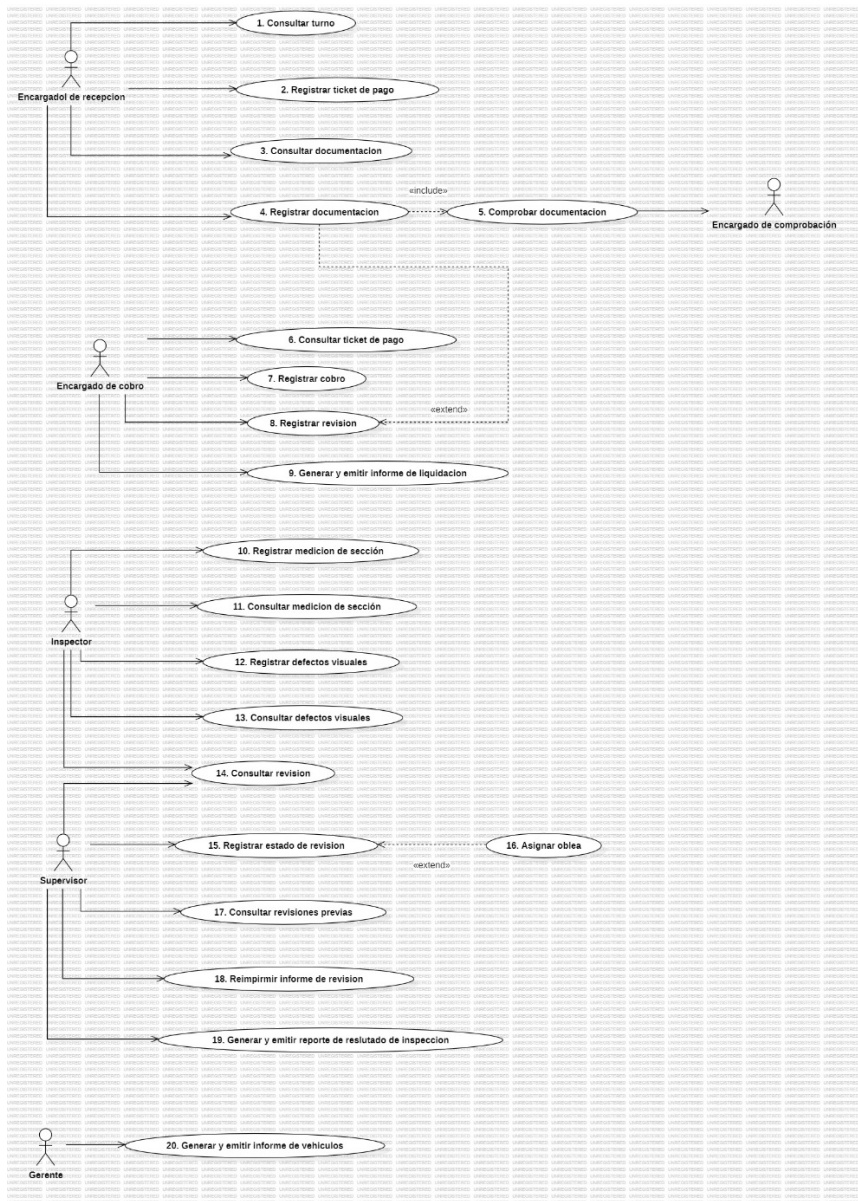 1. Consultar turno
Encargadol de recepcion
2. Registrar ticket de pago
3. Consultar documentacion
«include»
4. Registrar documentacion
5. Comprobar documentacion
Encargado de comprobación
6. Consultar ticket de pago
Encargado de cobro
7. Registrar cobro
«extend»
8. Registrar revision
9. Generar y emitir informe de liquidacion
10. Registrar medicion de sección
11. Consultar medicion de sección
Inspector
12. Registrar defectos visuales
13. Consultar defectos visuales
14. Consultar revision
15. Registrar estado de revision
16. Asignar oblea
«extend»
Supervisor
17. Consultar revisiones previas
18. Reimpirmir informe de revision
19. Generar y emitir reporte de reslutado de inspeccion
20. Generar y emitir informe de vehiculos
Gerente